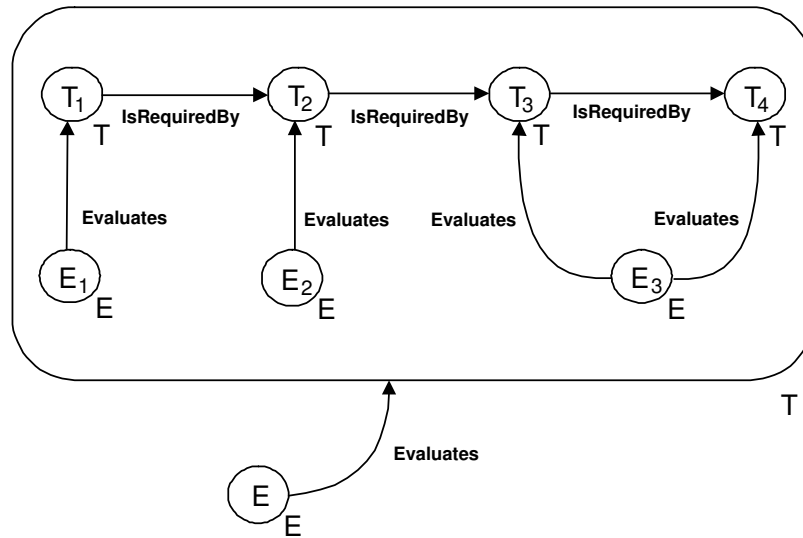 T1 T2 T3 T4
IsRequiredBy IsRequiredBy IsRequiredBy
T T T T
Evaluates Evaluates Evaluates Evaluates
E1 E2 E3
E E E
T
Evaluates
E
E